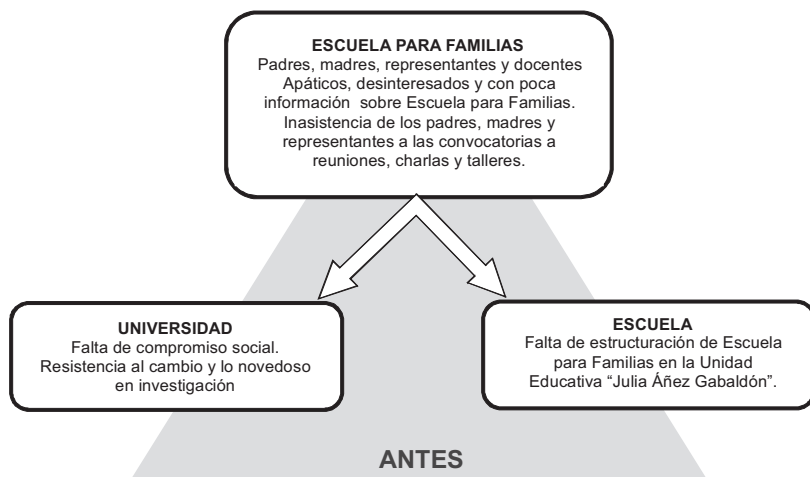 ESCUELA PARA FAMILIAS
Padres, madres, representantes y docentes
Apáticos, desinteresados y con poca
información sobre Escuela para Familias.
Inasistencia de los padres, madres y
representantes a las convocatorias a
reuniones, charlas y talleres.
UNIVERSIDAD
Falta de compromiso social.
Resistencia al cambio y lo novedoso
en investigación
ESCUELA
Falta de estructuración de Escuela
para Familias en la Unidad
Educativa “Julia Áñez Gabaldón”.
ANTES